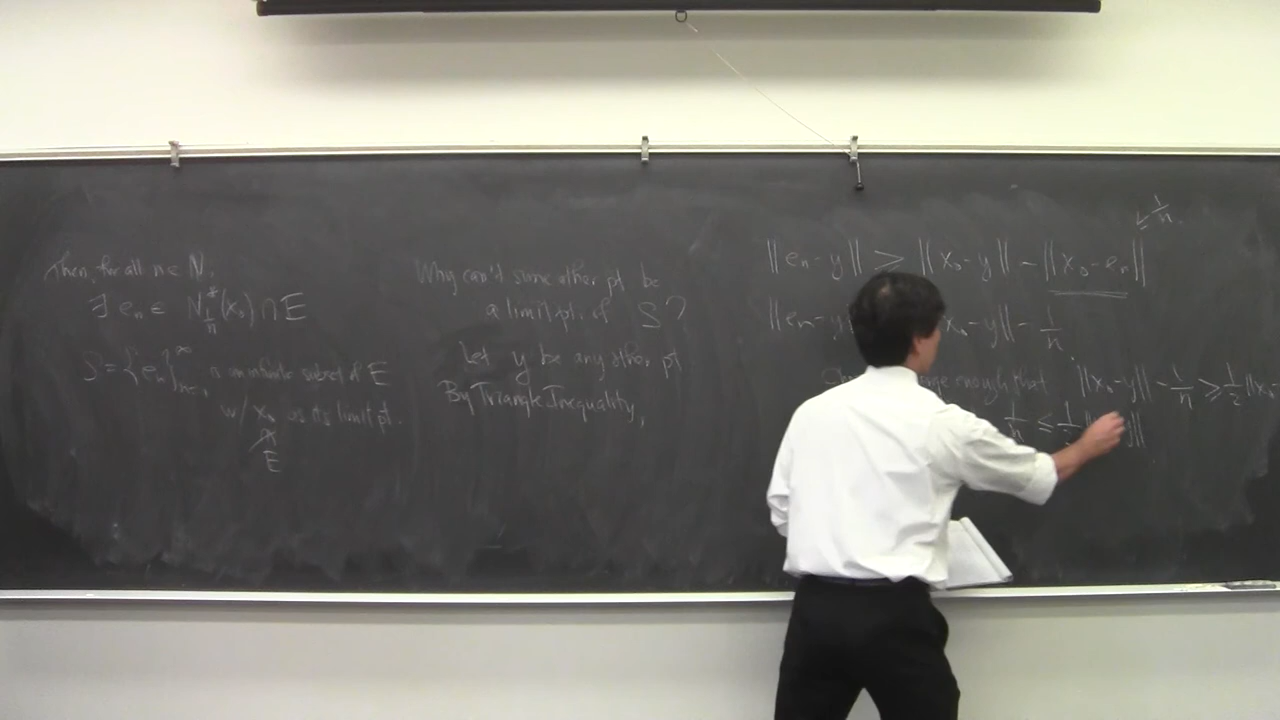 Then, for all n ∈ N,
∃ eₙ ∈ N*_{1/n}(x₀) ∩ E
S = {eₙ}_{n=1}^∞ is an infinite subset of E
w/ x₀ as its limit pt.
E
Why can't some other pt be
a limit pt. of S?
Let y be any other pt
By Triangle Inequality,
< 1/n.
||eₙ - y|| > ||x₀ - y|| - ||x₀ - eₙ||
||eₙ - y x₀ - y|| - 1/n.
enough that ||x₀ - y|| - 1/n ≥ 1/2 ||x₀ -
1/n ≤ 1/2 || y||